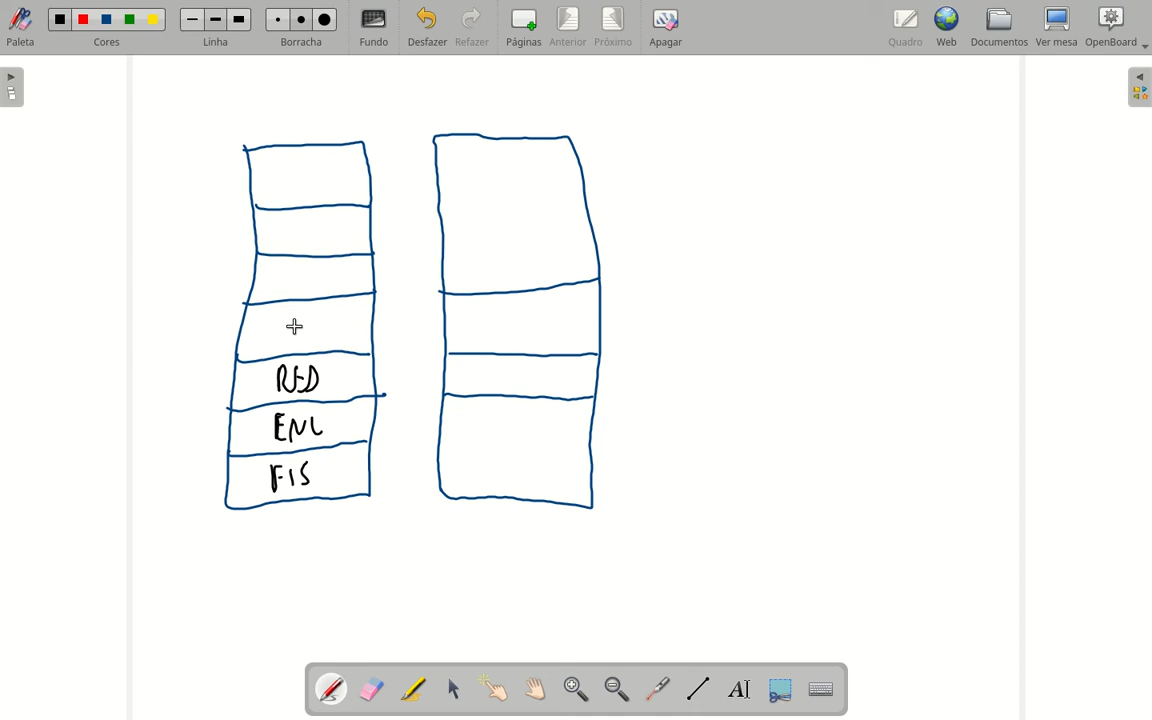 Paleta
Cores
Linha
Borracha
Fundo
Desfazer
Refazer
Páginas
Anterior
Próximo
Apagar
Quadro
Web
Documentos
Ver mesa
OpenBoard
RED
ENL
FIS